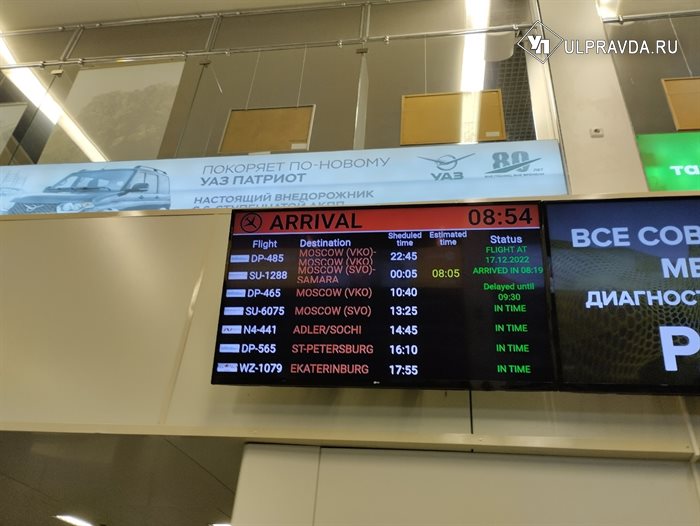 УП ULPRAVDA.RU
ПОКОРЯЕТ ПО-НОВОМУ
УАЗ ПАТРИОТ
НАСТОЯЩИЙ ВНЕДОРОЖНИК
УАЗ
80 ЛЕТ
ARRIVAL 08:54
Flight Destination Sheduled time Estimated time Status
DP-485 MOSCOW (VKO)- MOSCOW (VKO) 22:45 FLIGHT AT 17.12.2022
SU-1288 MOSCOW (SVO)- SAMARA 00:05 08:05 ARRIVED IN 08:19
DP-465 MOSCOW (VKO) 10:40 Delayed until 09:30
SU-6075 MOSCOW (SVO) 13:25 IN TIME
N4-441 ADLER/SOCHI 14:45 IN TIME
DP-565 ST-PETERSBURG 16:10 IN TIME
WZ-1079 EKATERINBURG 17:55 IN TIME
LG
ВСЕ СОВ
МЕ
ДИАГНОСТ
Р
та